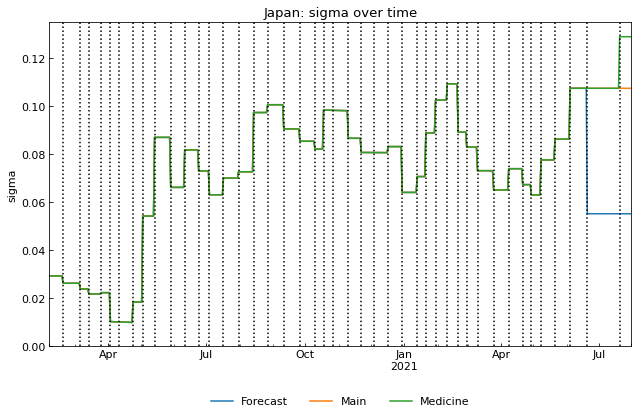 Japan: sigma over time
0.12
0.10
0.08
0.06
0.04
0.02
0.00
sigma
Apr Jul Oct Jan Apr Jul
2021
Forecast Main Medicine